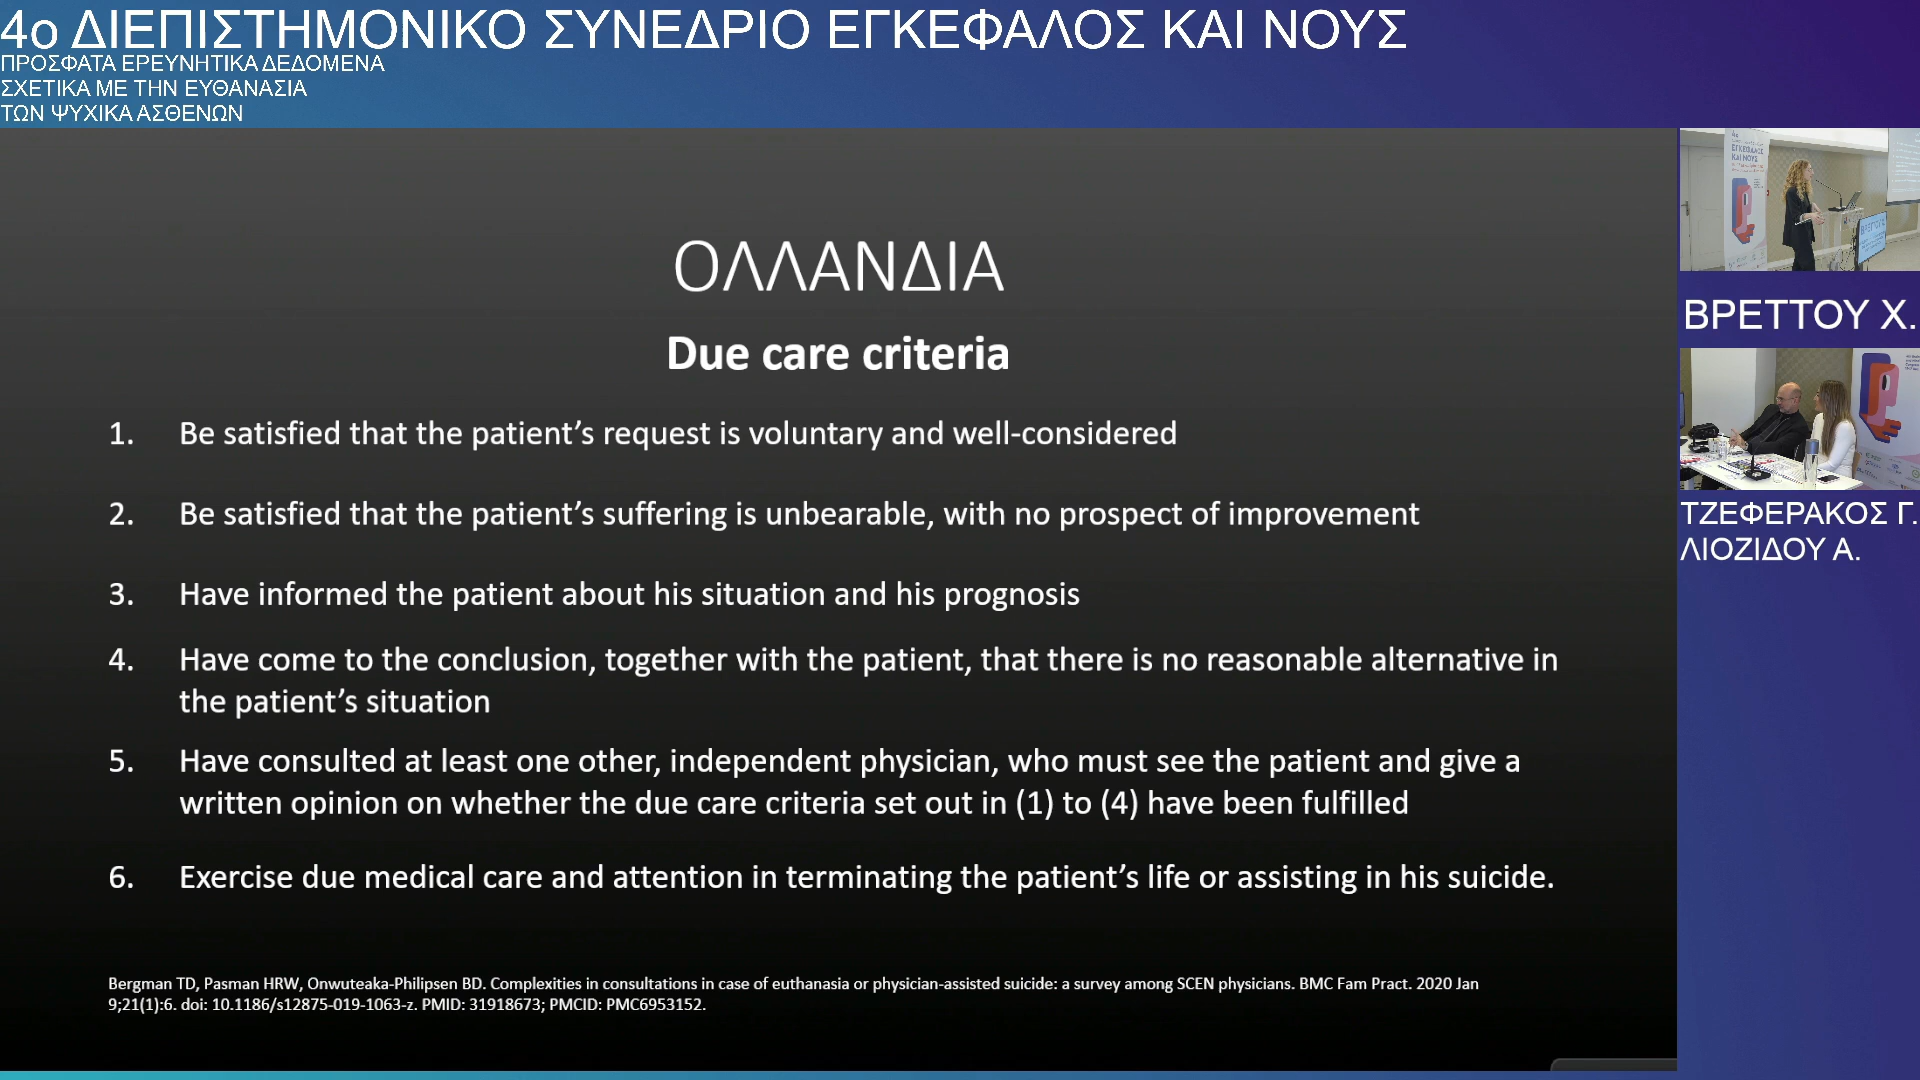 4ο ΔΙΕΠΙΣΤΗΜΟΝΙΚΟ ΣΥΝΕΔΡΙΟ ΕΓΚΕΦΑΛΟΣ ΚΑΙ ΝΟΥΣ
ΠΡΟΣΦΑΤΑ ΕΡΕΥΝΗΤΙΚΑ ΔΕΔΟΜΕΝΑ
ΣΧΕΤΙΚΑ ΜΕ ΤΗΝ ΕΥΘΑΝΑΣΙΑ
ΤΩΝ ΨΥΧΙΚΑ ΑΣΘΕΝΩΝ
ΟΛΛΑΝΔΙΑ
Due care criteria
1. Be satisfied that the patient’s request is voluntary and well-considered
2. Be satisfied that the patient’s suffering is unbearable, with no prospect of improvement
3. Have informed the patient about his situation and his prognosis
4. Have come to the conclusion, together with the patient, that there is no reasonable alternative in
the patient’s situation
5. Have consulted at least one other, independent physician, who must see the patient and give a
written opinion on whether the due care criteria set out in (1) to (4) have been fulfilled
6. Exercise due medical care and attention in terminating the patient’s life or assisting in his suicide.
Bergman TD, Pasman HRW, Onwuteaka-Philipsen BD. Complexities in consultations in case of euthanasia or physician-assisted suicide: a survey among SCEN physicians. BMC Fam Pract. 2020 Jan
9;21(1):6. doi: 10.1186/s12875-019-1063-z. PMID: 31918673; PMCID: PMC6953152.
ΕΓΚΕΦΑΛΟΣ
ΚΑΙ ΝΟΥΣ
ΒΡΕΤΤΟΥ Χ.
ΤΖΕΦΕΡΑΚΟΣ Γ.
ΛΙΟΖΙΔΟΥ Α.